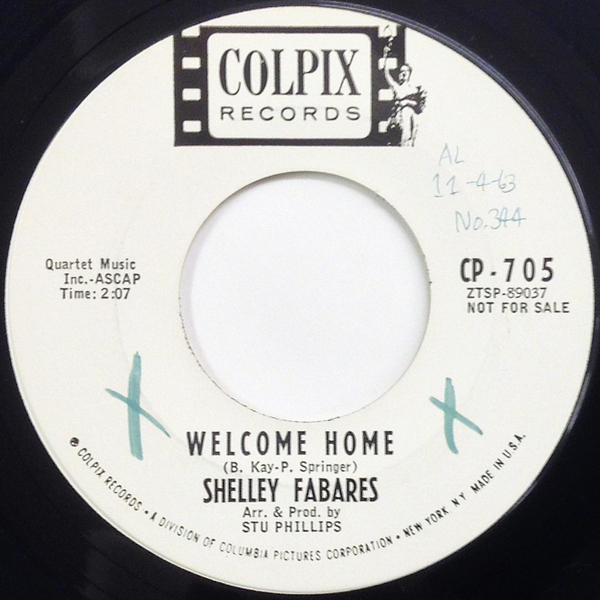 COLPIX
RECORDS
AL
11-4-63
No.344
Quartet Music
Inc.-ASCAP
Time: 2:07
CP-705
ZTSP-89037
NOT FOR SALE
WELCOME HOME
(B. Kay-P. Springer)
SHELLEY FABARES
Arr. & Prod. by
STU PHILLIPS
℗ COLPIX RECORDS • A DIVISION OF COLUMBIA PICTURES CORPORATION • NEW YORK, N.Y. MADE IN U.S.A.